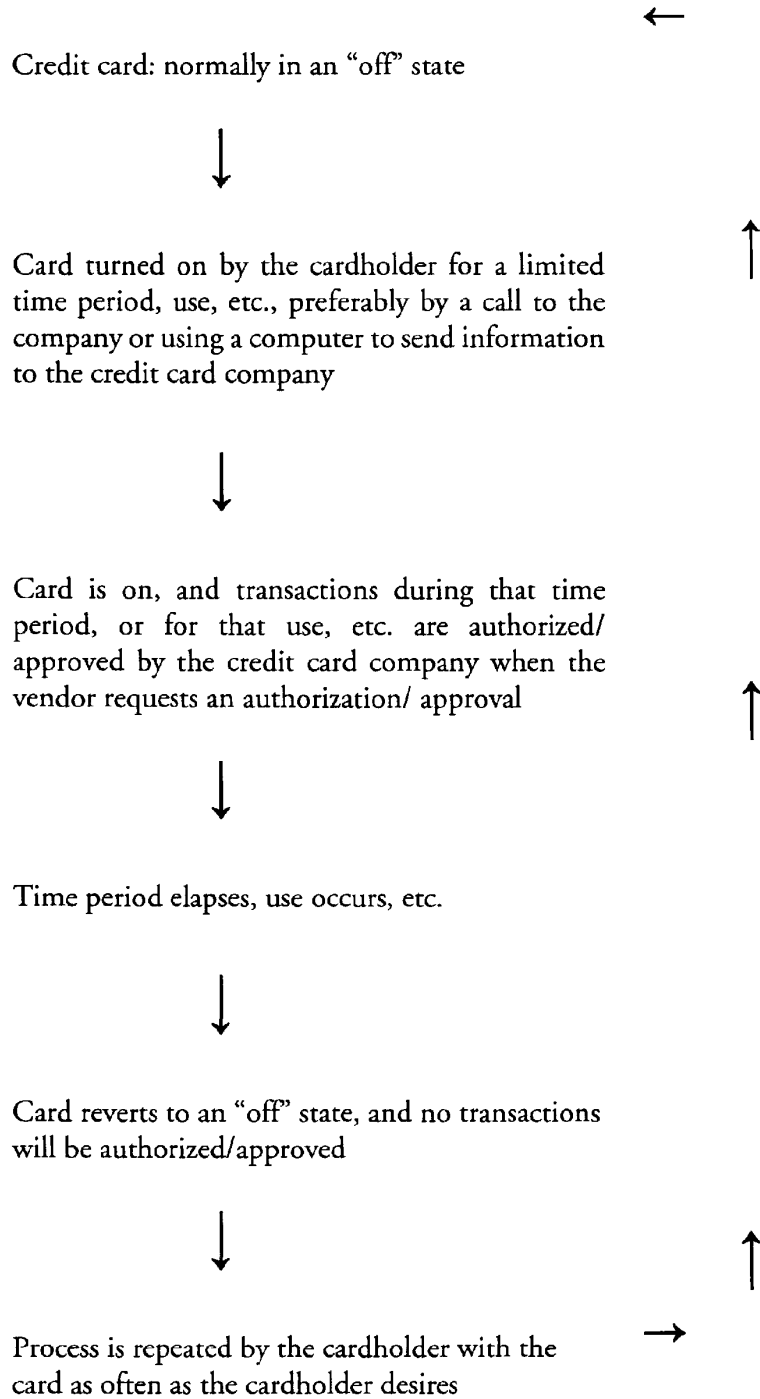 Credit card: normally in an “off” state
Card turned on by the cardholder for a limited
time period, use, etc., preferably by a call to the
company or using a computer to send information
to the credit card company
Card is on, and transactions during that time
period, or for that use, etc. are authorized/
approved by the credit card company when the
vendor requests an authorization/ approval
Time period elapses, use occurs, etc.
Card reverts to an “off” state, and no transactions
will be authorized/approved
Process is repeated by the cardholder with the
card as often as the cardholder desires